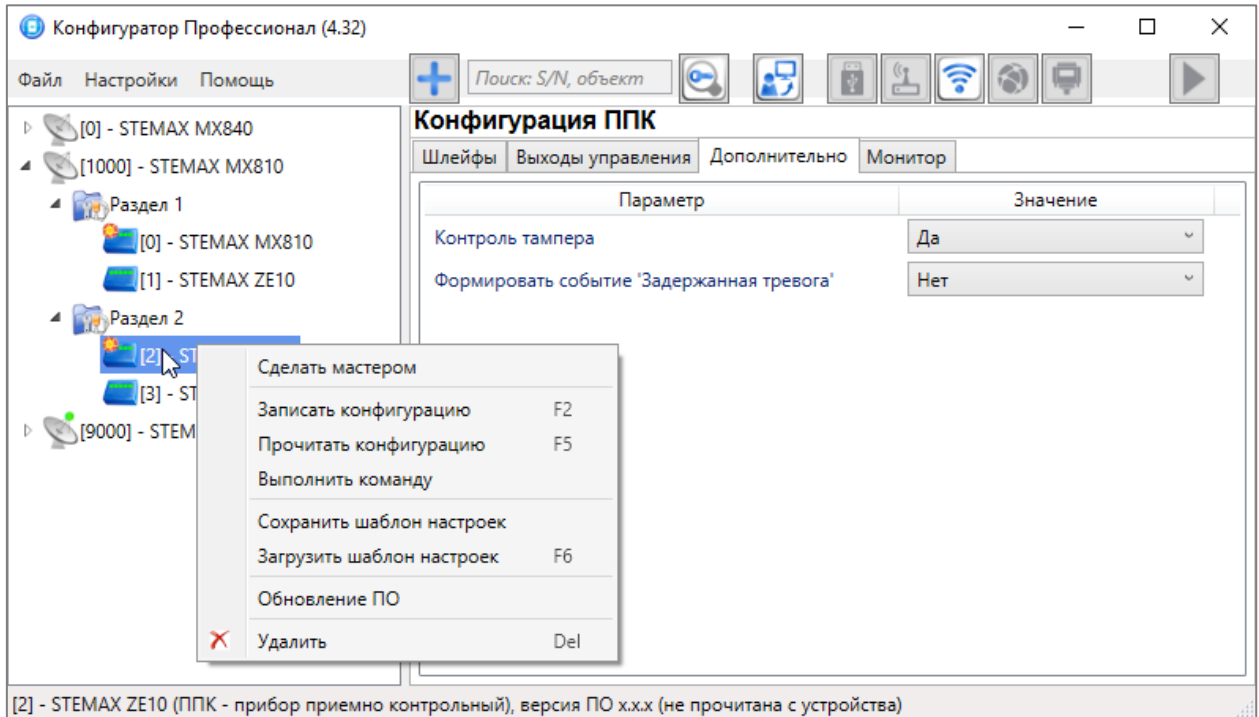 Конфигуратор Профессионал (4.32)
Файл Настройки Помощь
Поиск: S/N, объект
[0] - STEMAX MX840
[1000] - STEMAX MX810
Раздел 1
[0] - STEMAX MX810
[1] - STEMAX ZE10
Раздел 2
[2] - ST
[3] - ST
[9000] - STEM
Сделать мастером
Записать конфигурацию F2
Прочитать конфигурацию F5
Выполнить команду
Сохранить шаблон настроек
Загрузить шаблон настроек F6
Обновление ПО
Удалить Del
Конфигурация ППК
Шлейфы Выходы управления Дополнительно Монитор
Параметр Значение
Контроль тампера Да
Формировать событие 'Задержанная тревога' Нет
[2] - STEMAX ZE10 (ППК - прибор приемно контрольный), версия ПО x.x.x (не прочитана с устройства)